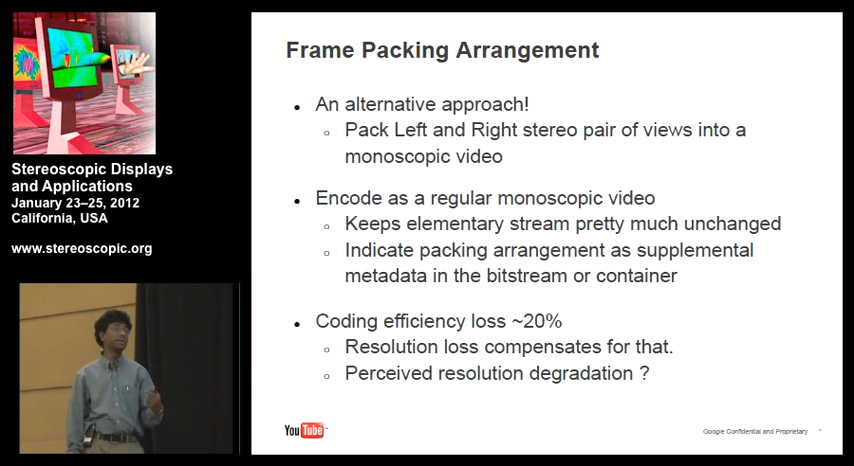 Stereoscopic Displays
and Applications
January 23–25, 2012
California, USA
www.stereoscopic.org
Frame Packing Arrangement
An alternative approach!
Pack Left and Right stereo pair of views into a
monoscopic video
Encode as a regular monoscopic video
Keeps elementary stream pretty much unchanged
Indicate packing arrangement as supplemental
metadata in the bitstream or container
Coding efficiency loss ~20%
Resolution loss compensates for that.
Perceived resolution degradation ?
YouTube
Google Confidential and Proprietary